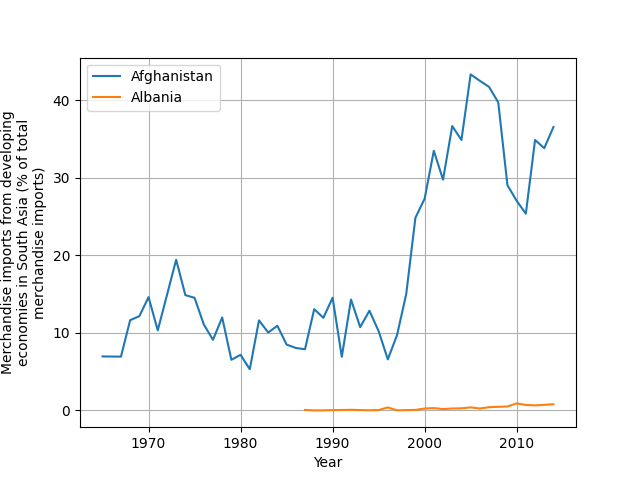 Afghanistan
Albania
Merchandise imports from developing
economies in South Asia (% of total
merchandise imports)
40
30
20
10
0
1970 1980 1990 2000 2010
Year